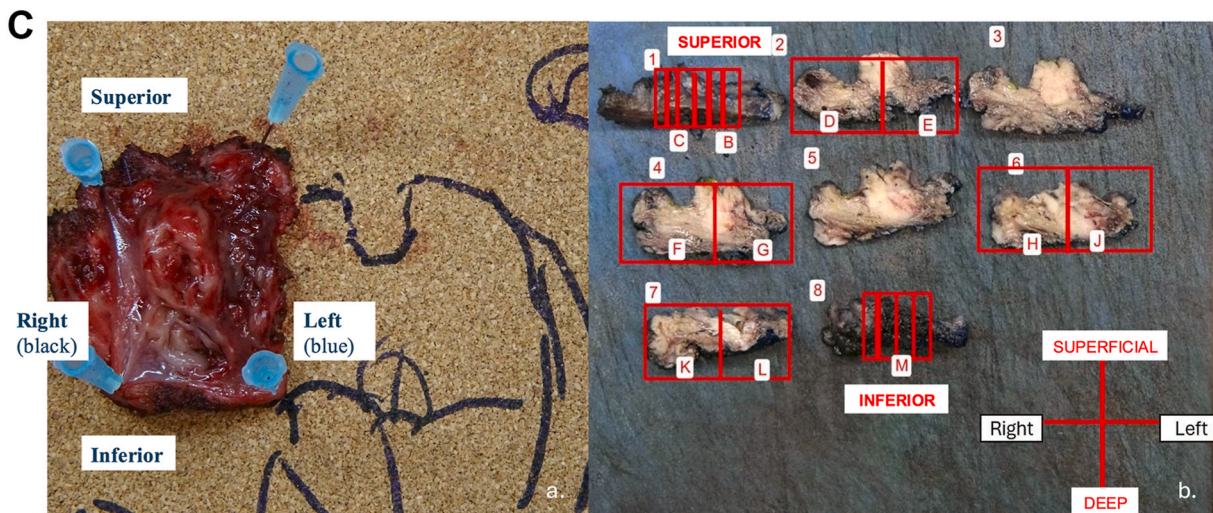 C
Superior
Right
(black)
Left
(blue)
Inferior
a.
SUPERIOR
1
2
3
C
B
D
E
4
5
6
F
G
H
J
7
8
K
L
M
INFERIOR
SUPERFICIAL
Right
Left
DEEP
b.